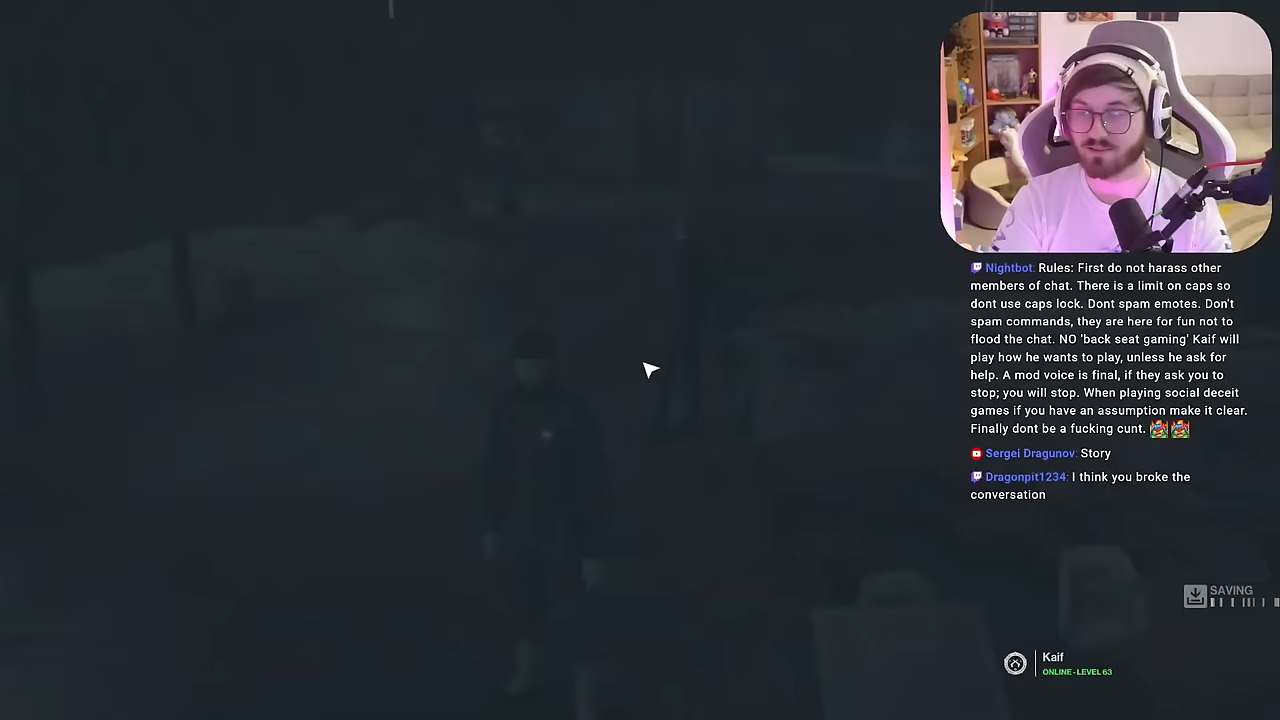 Nightbot: Rules: First do not harass other
members of chat. There is a limit on caps so
dont use caps lock. Dont spam emotes. Don't
spam commands, they are here for fun not to
flood the chat. NO 'back seat gaming' Kaif will
play how he wants to play, unless he ask for
help. A mod voice is final, if they ask you to
stop; you will stop. When playing social deceit
games if you have an assumption make it clear.
Finally dont be a fucking cunt.
Sergei Dragunov: Story
Dragonpit1234: I think you broke the
conversation
SAVING
Kaif
ONLINE - LEVEL 63